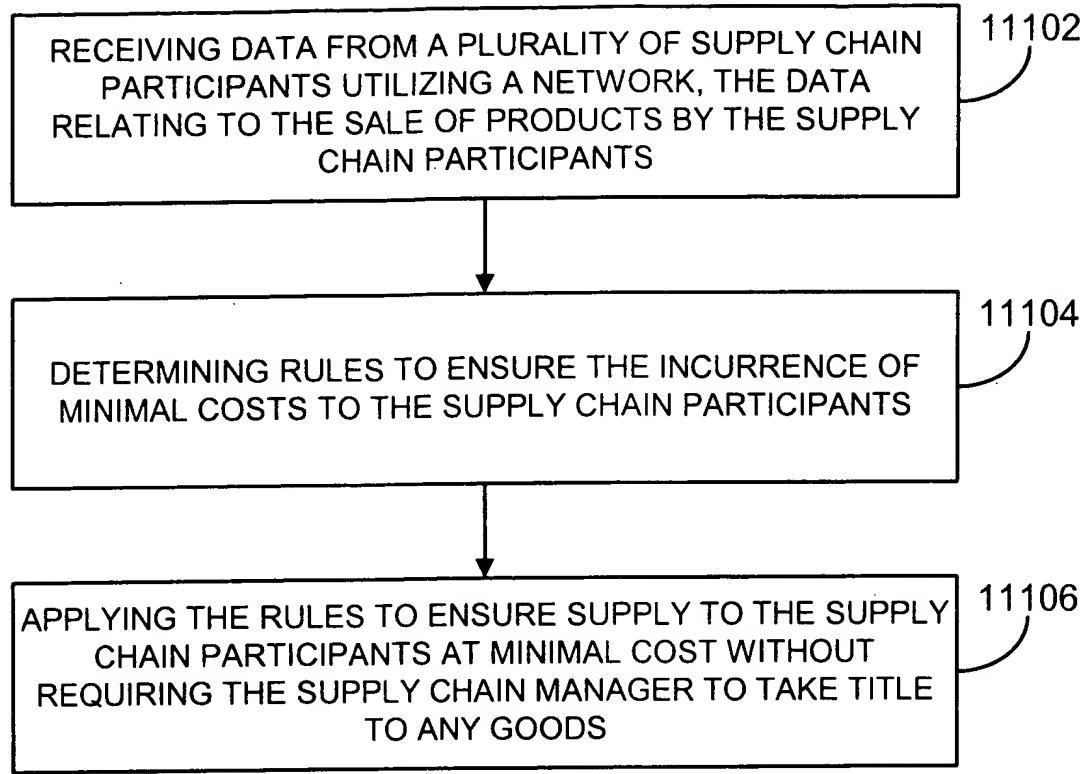 RECEIVING DATA FROM A PLURALITY OF SUPPLY CHAIN
PARTICIPANTS UTILIZING A NETWORK, THE DATA
RELATING TO THE SALE OF PRODUCTS BY THE SUPPLY
CHAIN PARTICIPANTS
11102
DETERMINING RULES TO ENSURE THE INCURRENCE OF
MINIMAL COSTS TO THE SUPPLY CHAIN PARTICIPANTS
11104
APPLYING THE RULES TO ENSURE SUPPLY TO THE SUPPLY
CHAIN PARTICIPANTS AT MINIMAL COST WITHOUT
REQUIRING THE SUPPLY CHAIN MANAGER TO TAKE TITLE
TO ANY GOODS
11106